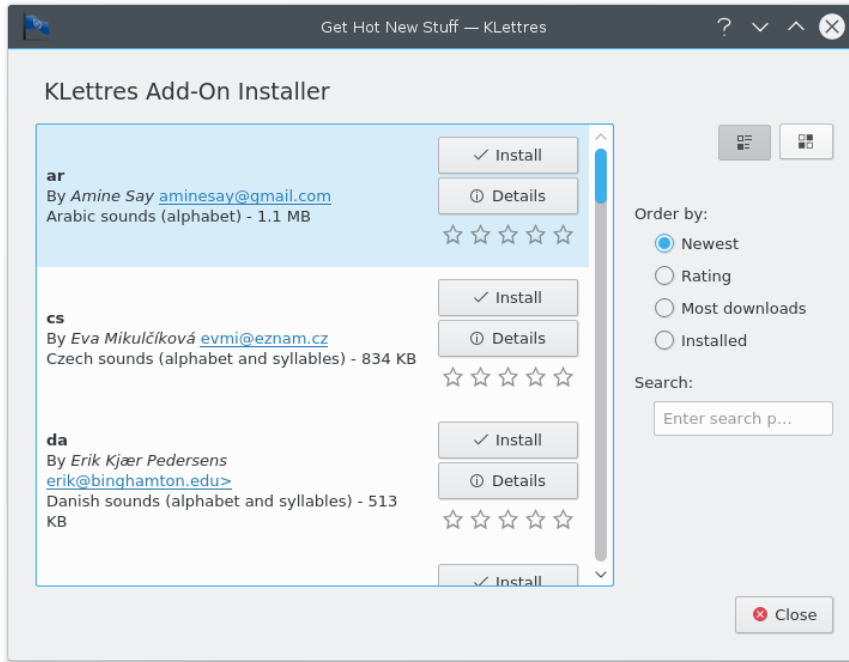 Get Hot New Stuff — KLettres
KLettres Add-On Installer
ar
By Amine Say aminesay@gmail.com
Arabic sounds (alphabet) - 1.1 MB
Install
Details
cs
By Eva Mikulčíková evmi@eznam.cz
Czech sounds (alphabet and syllables) - 834 KB
Install
Details
da
By Erik Kjær Pedersens
erik@binghamton.edu>
Danish sounds (alphabet and syllables) - 513
KB
Install
Details
Install
Order by:
Newest
Rating
Most downloads
Installed
Search:
Enter search p...
Close